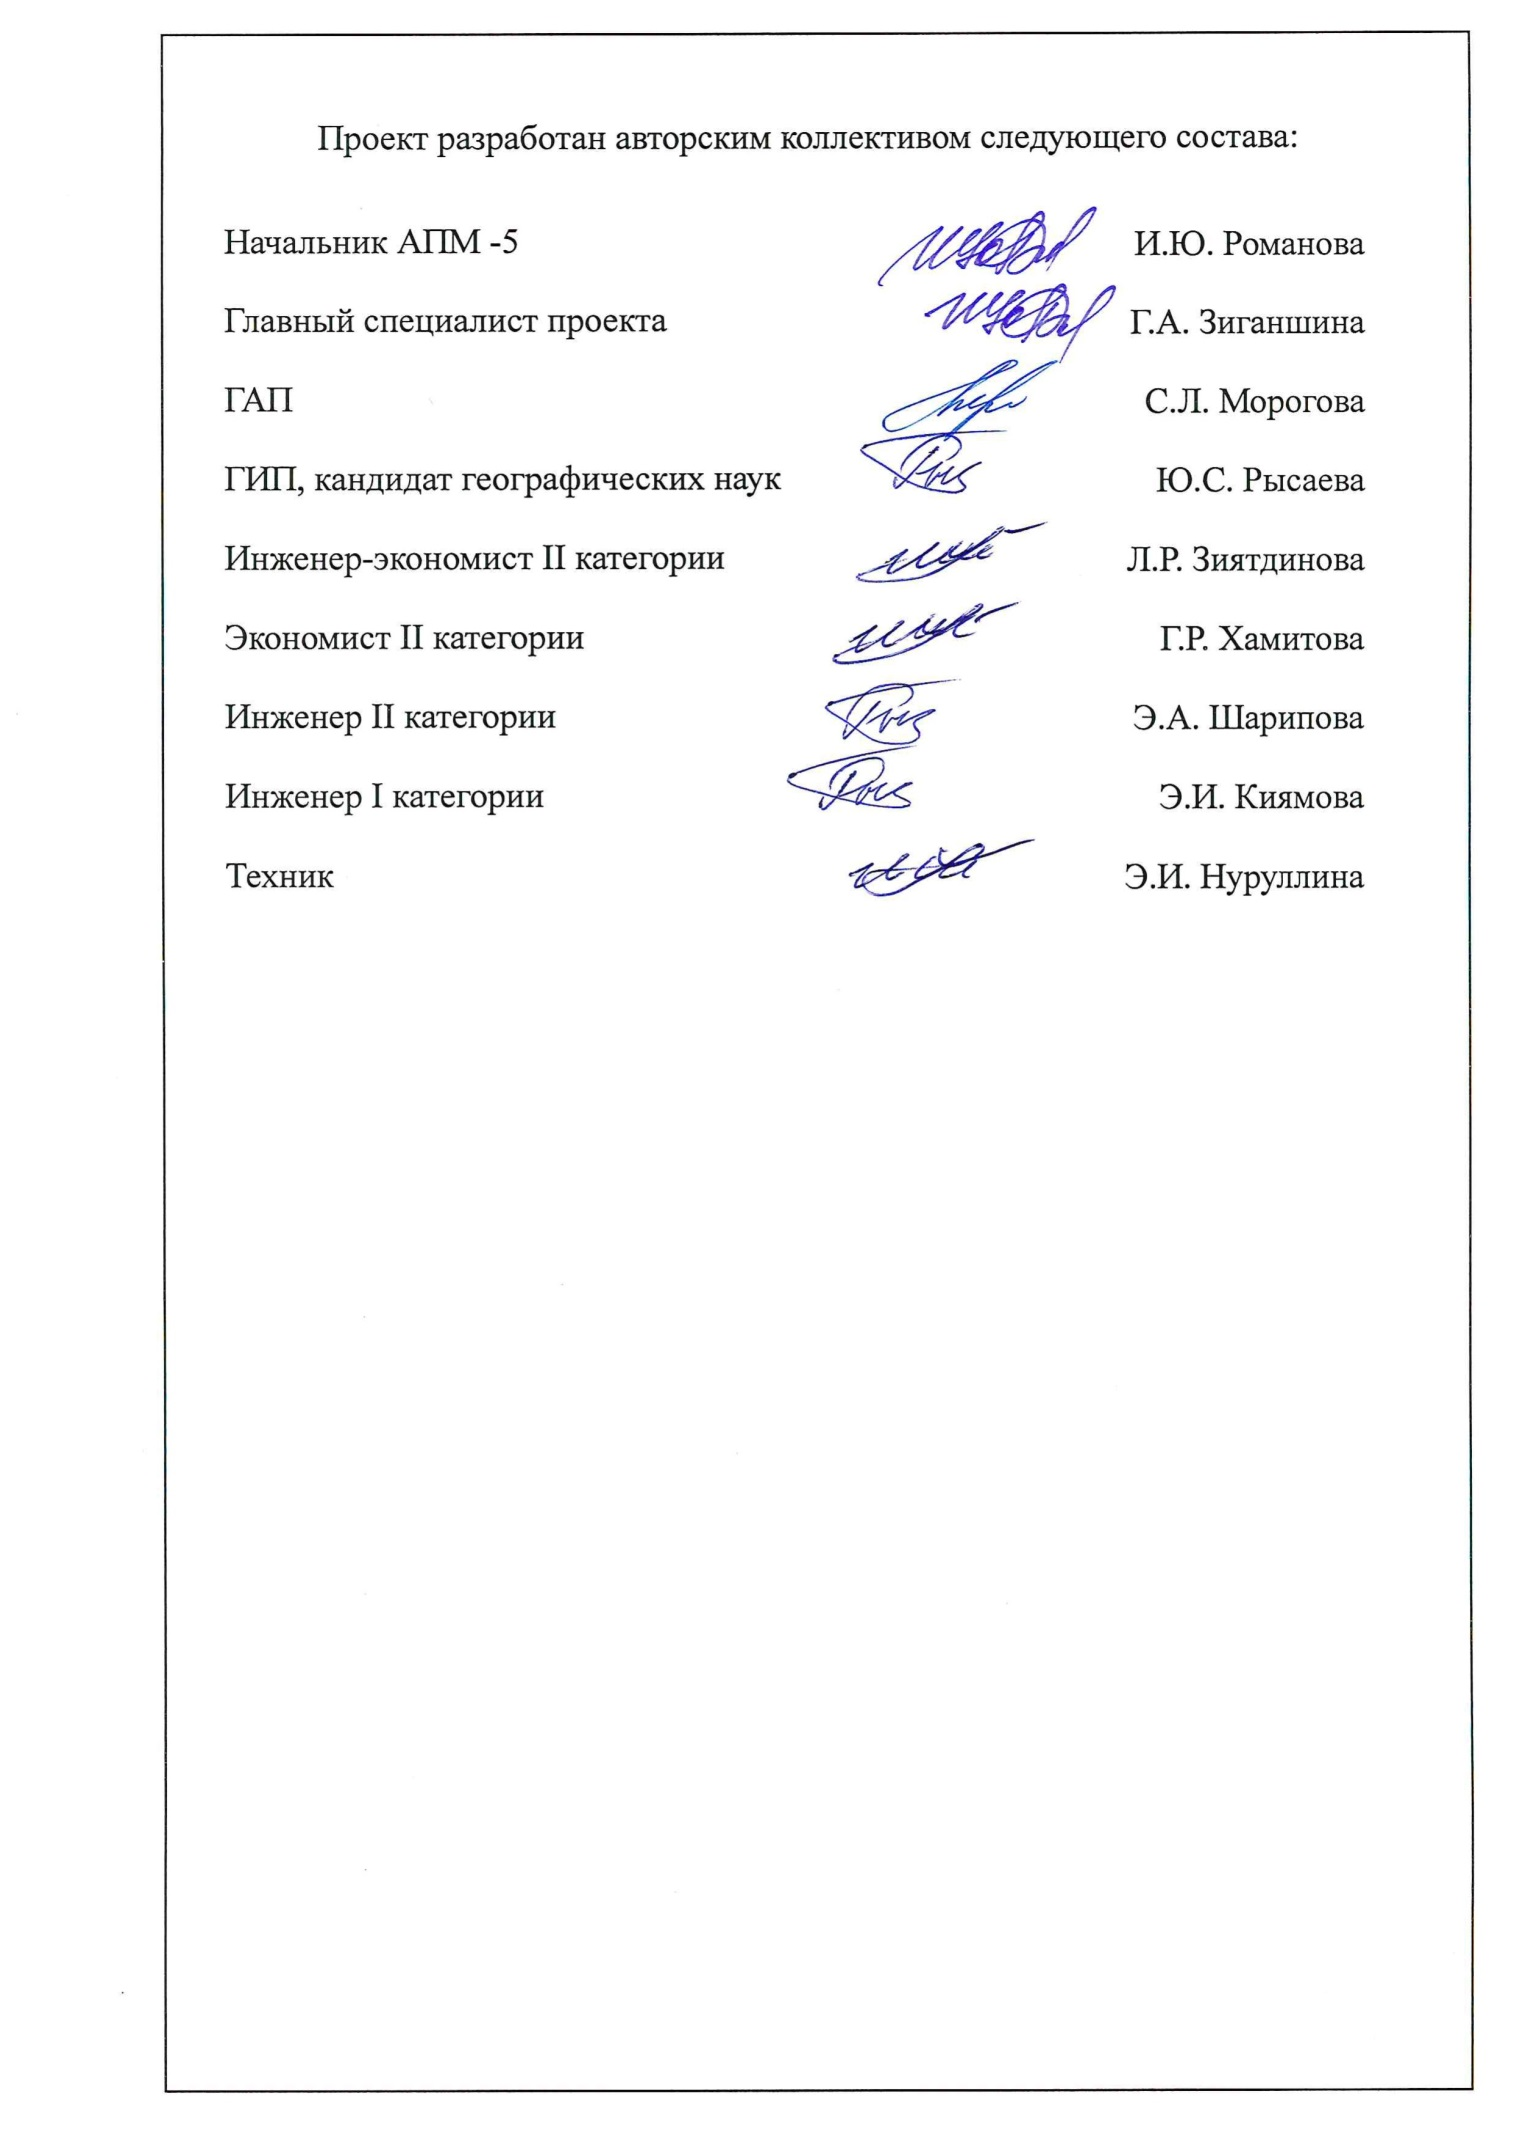 Проект разработан авторским коллективом следующего состава:
Начальник АПМ -5 И.Ю. Романова
Главный специалист проекта Г.А. Зиганшина
ГАП С.Л. Морогова
ГИП, кандидат географических наук Ю.С. Рысаева
Инженер-экономист II категории Л.Р. Зиятдинова
Экономист II категории Г.Р. Хамитова
Инженер II категории Э.А. Шарипова
Инженер I категории Э.И. Киямова
Техник Э.И. Нуруллина